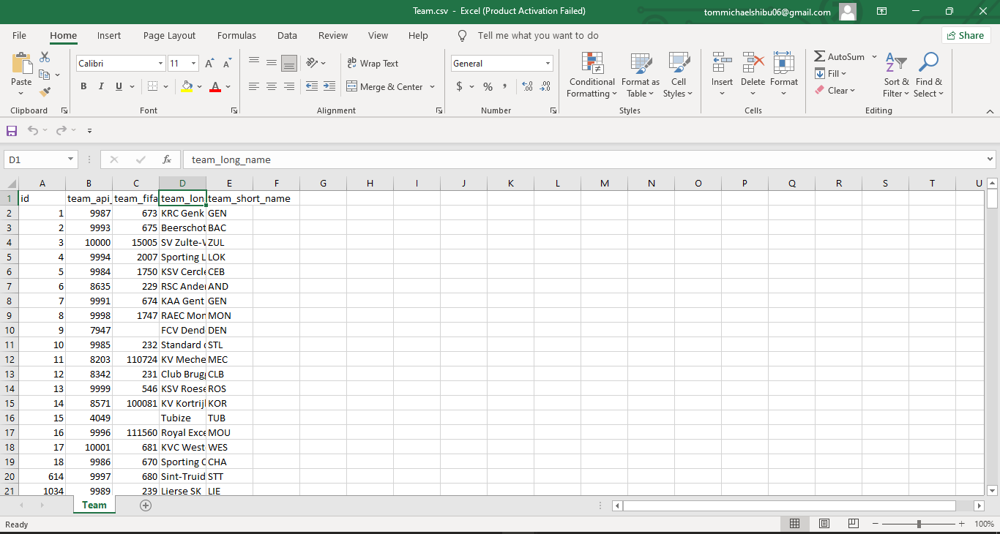 Team.csv - Excel (Product Activation Failed)
tommichaelshibu06@gmail.com
File Home Insert Page Layout Formulas Data Review View Help Tell me what you want to do Share
Paste
Calibri 11
B I U A A A
ab c Wrap Text
Merge & Center
General
$ % , .0 .00 .00 .0
Conditional Formatting
Format as Table
Cell Styles
Insert Delete Format
AutoSum
Fill
Clear
Sort & Filter
Find & Select
Clipboard Font Alignment Number Styles Cells Editing
D1 fx team_long_name
A B C D E F G H I J K L M N O P Q R S T U
1 id team_api_ team_fifa team_lon team_short_name
2 1 9987 673 KRC Genk GEN
3 2 9993 675 Beerschot BAC
4 3 10000 15005 SV Zulte-W ZUL
5 4 9994 2007 Sporting L LOK
6 5 9984 1750 KSV Cercle CEB
7 6 8635 229 RSC Ander AND
8 7 9991 674 KAA Gent GEN
9 8 9998 1747 RAEC Mon MON
10 9 7947 FCV Dend DEN
11 10 9985 232 Standard d STL
12 11 8203 110724 KV Meche MEC
13 12 8342 231 Club Brugg CLB
14 13 9999 546 KSV Roese ROS
15 14 8571 100081 KV Kortrijk KOR
16 15 4049 Tubize TUB
17 16 9996 111560 Royal Exce MOU
18 17 10001 681 KVC West WES
19 18 9986 670 Sporting C CHA
20 614 9997 680 Sint-Truid STT
21 1034 9989 239 Lierse SK LIE
Team
Ready 100%